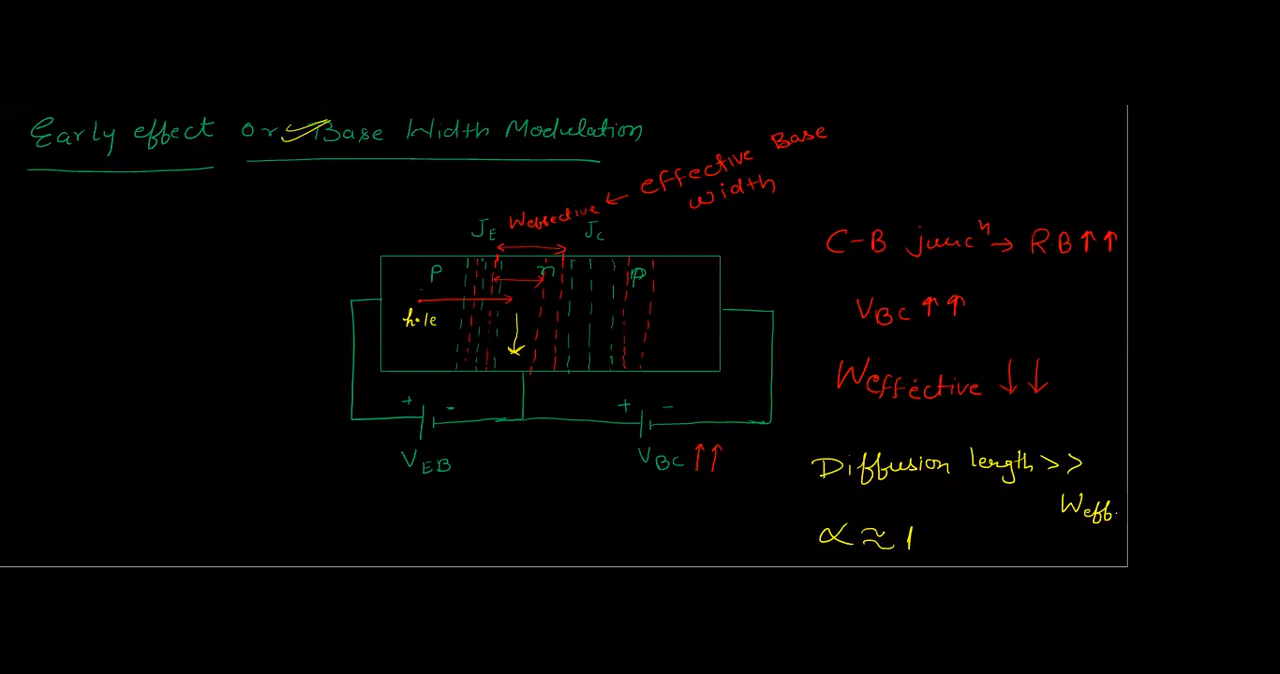 Early effect or Base Width Modulation
effective Base
width
Weffective ←
JE
JC
P
n
p
hole
+ -
+ -
VEB
VBC ↑↑
C-B juncⁿ → R.B ↑↑
VBC ↑↑
Weffective ↓↓
Diffusion length >>
Weff.
α ≈ 1